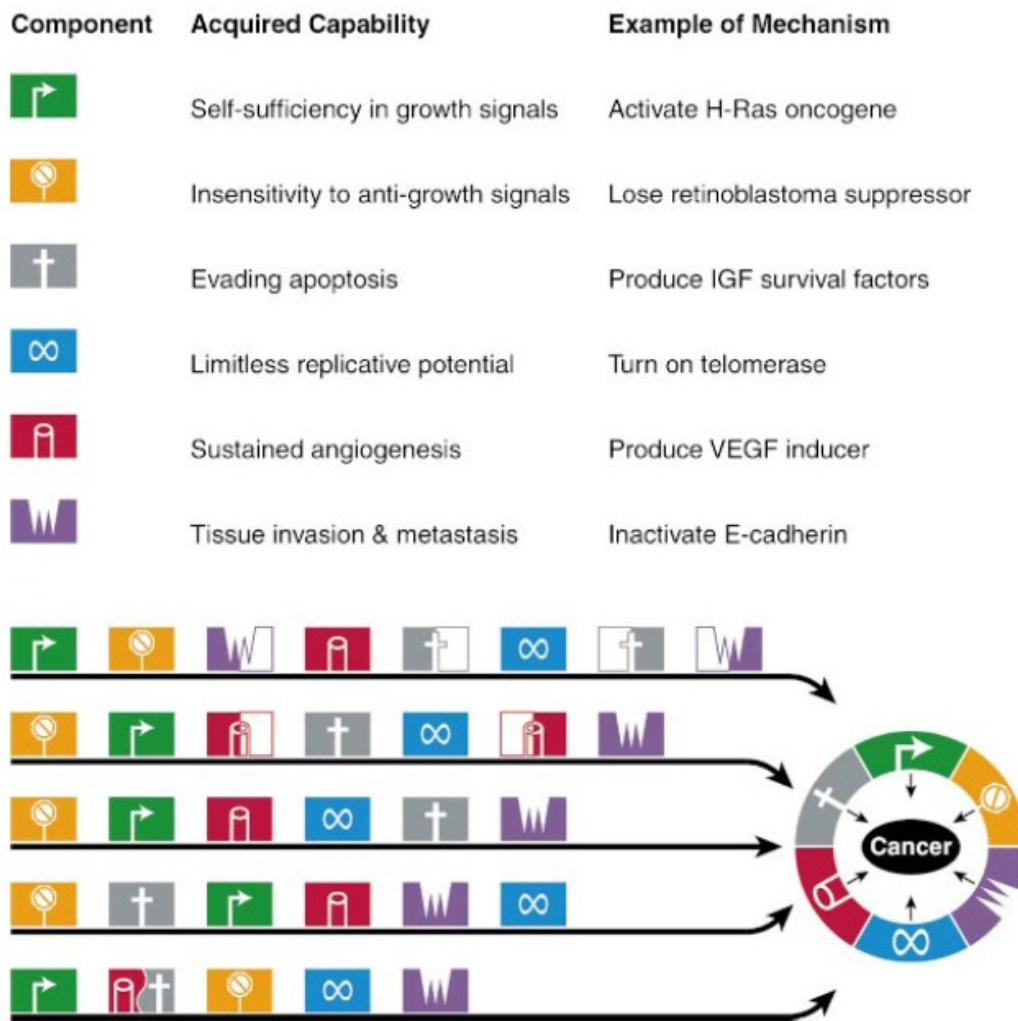 Component Acquired Capability Example of Mechanism
Self-sufficiency in growth signals Activate H-Ras oncogene
Insensitivity to anti-growth signals Lose retinoblastoma suppressor
Evading apoptosis Produce IGF survival factors
Limitless replicative potential Turn on telomerase
Sustained angiogenesis Produce VEGF inducer
Tissue invasion & metastasis Inactivate E-cadherin
Cancer